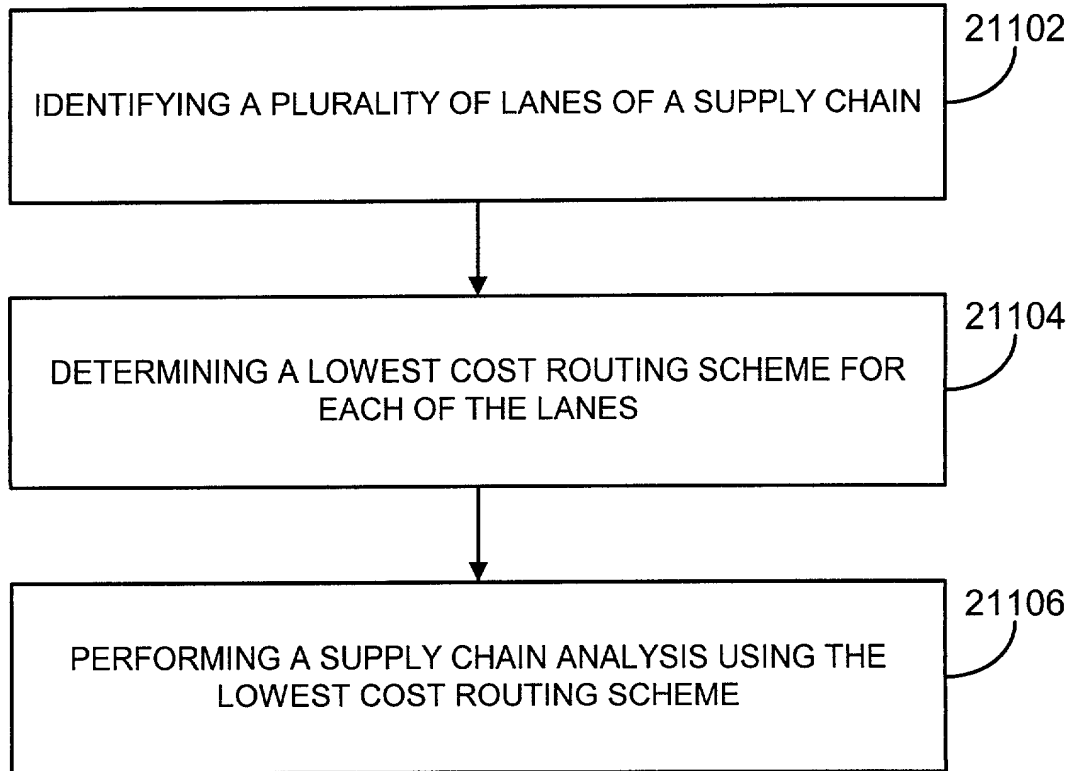 21102
IDENTIFYING A PLURALITY OF LANES OF A SUPPLY CHAIN
21104
DETERMINING A LOWEST COST ROUTING SCHEME FOR
EACH OF THE LANES
21106
PERFORMING A SUPPLY CHAIN ANALYSIS USING THE
LOWEST COST ROUTING SCHEME